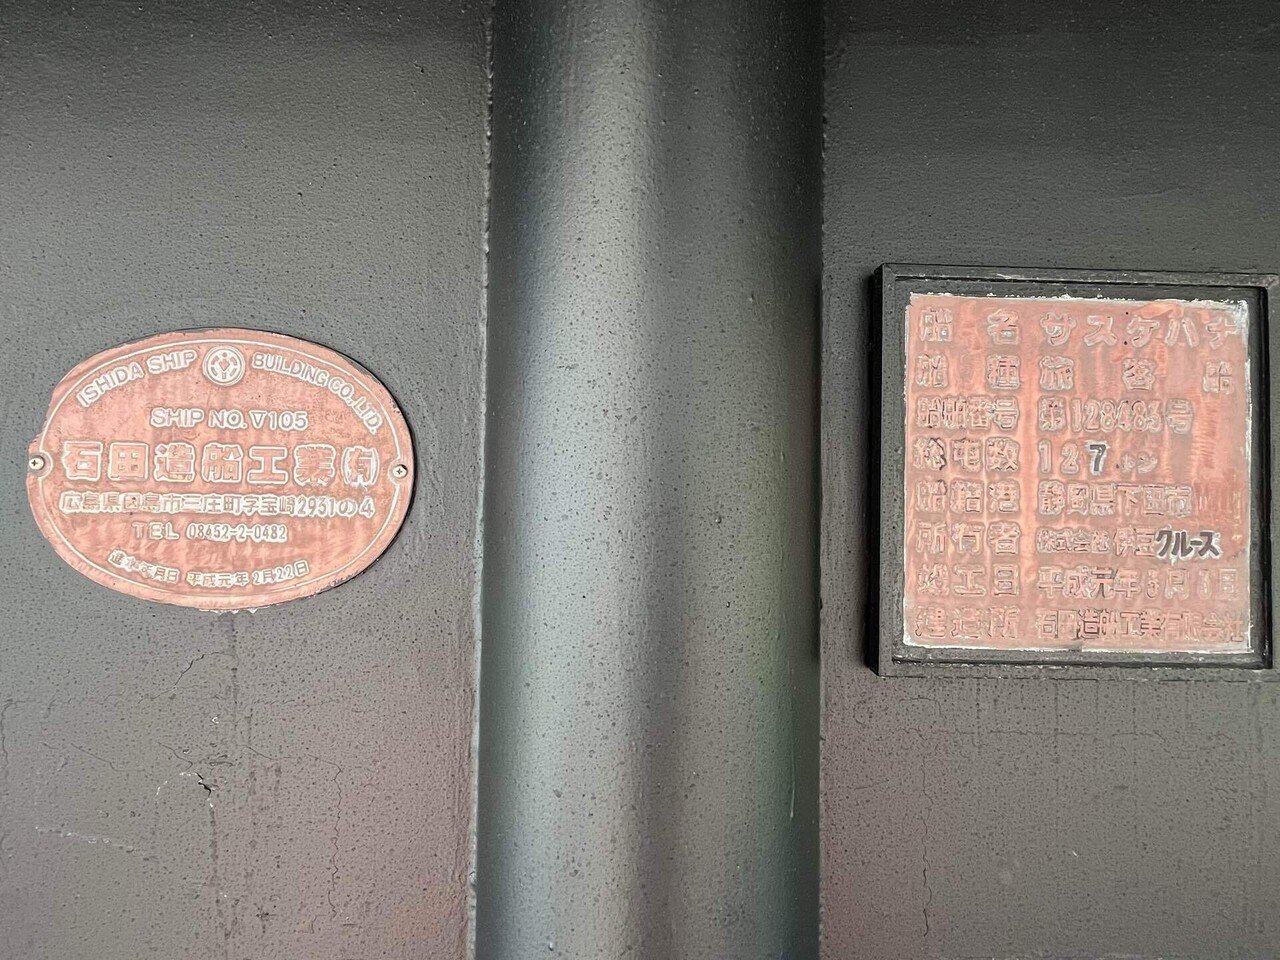 ISHIDA SHIP BUILDING CO.,LTD.
SHIP NO. V105
石田造船工業㈲
広島県因島市三庄町字宝崎2931の4
TEL 08452-2-0482
進水年月日 平成元年2月22日
船名 サスケハナ
船種 旅客船
船舶番号 第128483号
総屯数 127トン
船籍港 静岡県下田市
所有者 株式会社伊豆クルーズ
竣工日 平成元年3月1日
建造所 石田造船工業有限会社